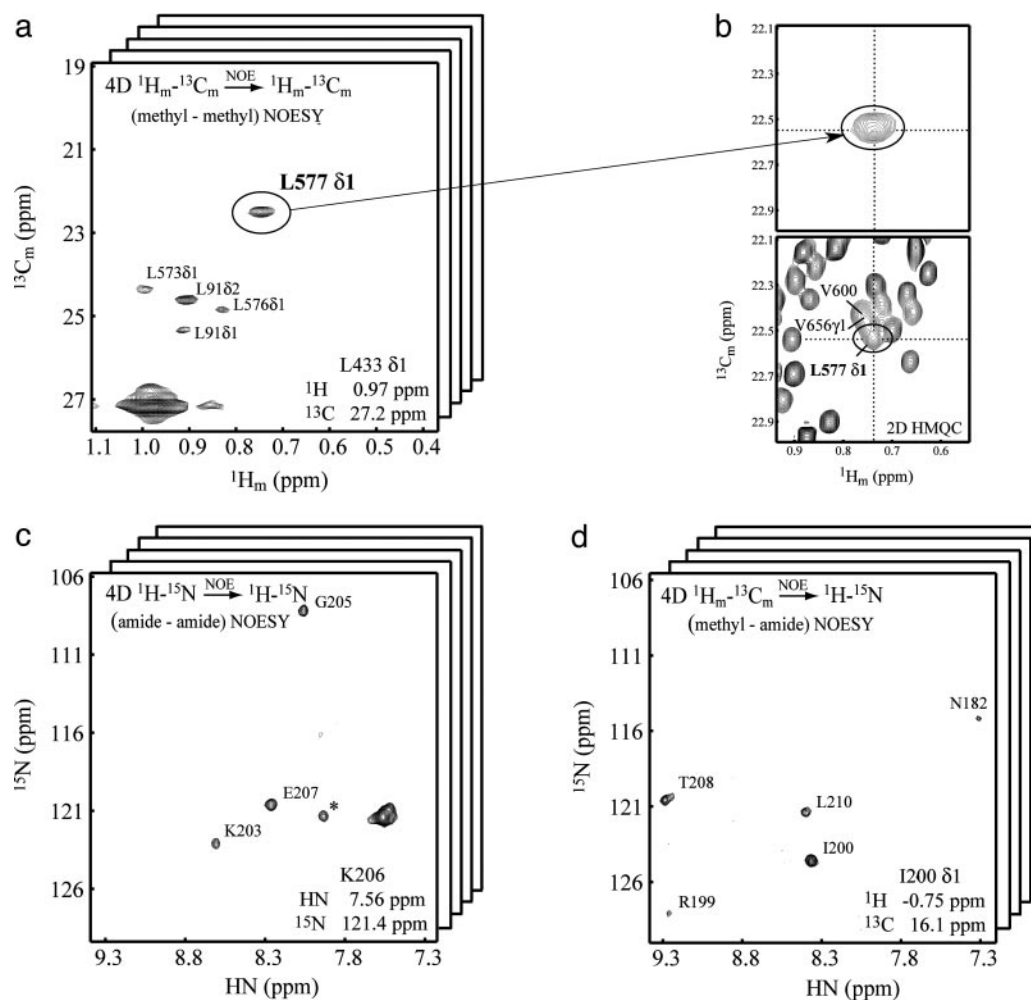 a
19
21
23
25
27
¹³Cₘ (ppm)
4D ¹Hₘ-¹³Cₘ NOE → ¹Hₘ-¹³Cₘ
(methyl - methyl) NOESY
L577 δ1
L573δ1
L91δ2
L576δ1
L91δ1
L433 δ1
¹H 0.97 ppm
¹³C 27.2 ppm
1.1 1.0 0.9 0.8 0.7 0.6 0.5 0.4
¹Hₘ (ppm)
b
22.1
22.3
22.5
22.7
22.9
22.1
22.3
22.5
22.7
22.9
¹³Cₘ (ppm)
V600
V656γ1
L577 δ1
2D HMQC
0.9 0.8 0.7 0.6
¹Hₘ (ppm)
c
106
111
116
121
126
¹⁵N (ppm)
4D ¹H-¹⁵N NOE → ¹H-¹⁵N
(amide - amide) NOESY
G205
E207
*
K203
K206
HN 7.56 ppm
¹⁵N 121.4 ppm
9.3 8.8 8.3 7.8 7.3
HN (ppm)
d
106
111
116
121
126
¹⁵N (ppm)
4D ¹Hₘ-¹³Cₘ NOE → ¹H-¹⁵N
(methyl - amide) NOESY
N182
T208
L210
I200
R199
I200 δ1
¹H -0.75 ppm
¹³C 16.1 ppm
9.3 8.8 8.3 7.8 7.3
HN (ppm)